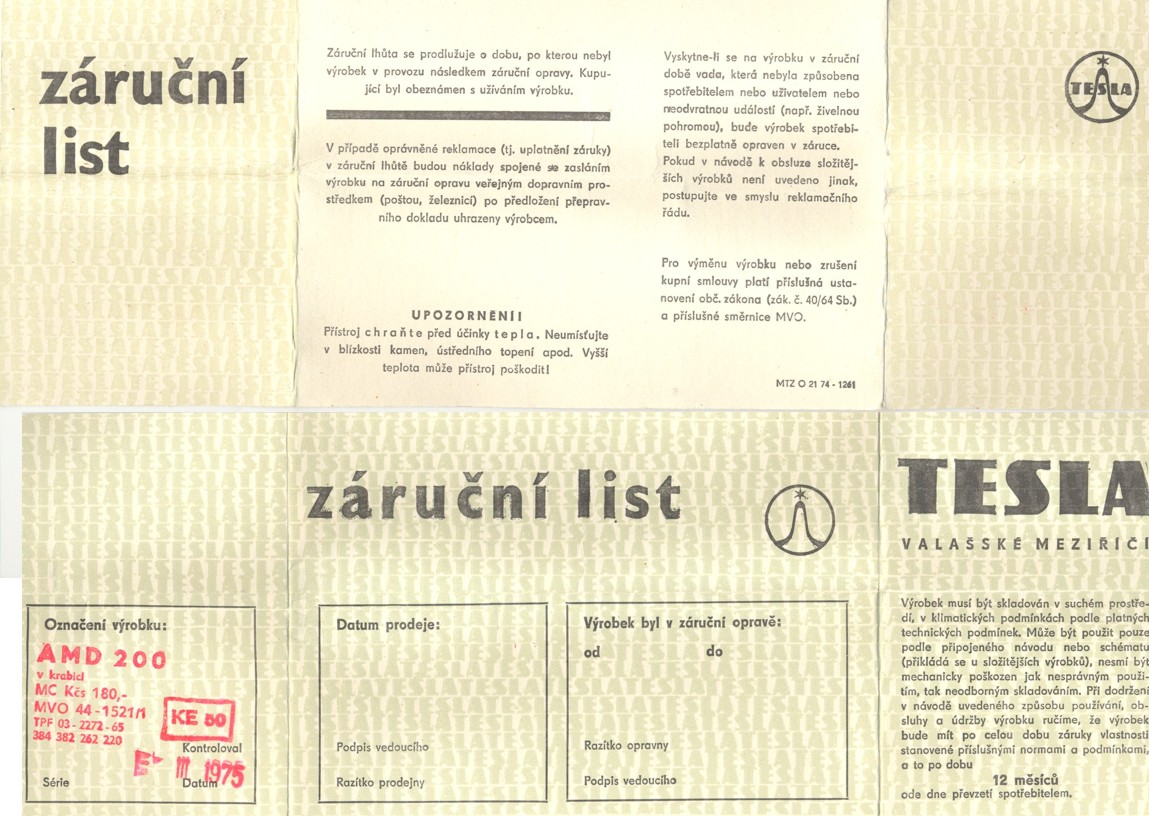 záruční
list
Záruční lhůta se prodlužuje o dobu, po kterou nebyl
výrobek v provozu následkem záruční opravy. Kupu-
jící byl obeznámen s užíváním výrobku.
V případě oprávněné reklamace (tj. uplatnění záruky)
v záruční lhůtě budou náklady spojené se zasláním
výrobku na záruční opravu veřejným dopravním pro-
středkem (poštou, železnicí) po předložení přeprav-
ního dokladu uhrazeny výrobcem.
UPOZORNĚNÍ!
Přístroj chraňte před účinky tepla. Neumísťujte
v blízkosti kamen, ústředního topení apod. Vyšší
teplota může přístroj poškodit!
Vyskytne-li se na výrobku v záruční
době vada, která nebyla způsobena
spotřebitelem nebo uživatelem nebo
neodvratnou událostí (např. živelnou
pohromou), bude výrobek spotřebi-
teli bezplatně opraven v záruce.
Pokud v návodě k obsluze složitěj-
ších výrobků není uvedeno jinak,
postupujte ve smyslu reklamačního
řádu.
Pro výměnu výrobku nebo zrušení
kupní smlouvy platí příslušná usta-
novení obč. zákona (zák. č. 40/64 Sb.)
a příslušné směrnice MVO.
MTZ O 21 74 - 1261
TESLA
záruční list
Označení výrobku:
AMD 200
v krabici
MC Kčs 180,-
MVO 44-1521/1
TPF 03-2272-65
384 382 262 220
KE 50
Kontroloval
III 1975
Série
Datum
Datum prodeje:
Podpis vedoucího
Razítko prodejny
Výrobek byl v záruční opravě:
od do
Razítko opravny
Podpis vedoucího
TESLA
VALAŠSKÉ MEZIŘÍČÍ
Výrobek musí být skladován v suchém prostře-
dí, v klimatických podmínkách podle platných
technických podmínek. Může být použit pouze
podle připojeného návodu nebo schématu
(přikládá se u složitějších výrobků), nesmí být
mechanicky poškozen jak nesprávným použi-
tím, tak neodborným skladováním. Při dodržení
v návodě uvedeného způsobu používání, ob-
sluhy a údržby výrobku ručíme, že výrobek
bude mít po celou dobu záruky vlastnosti
stanovené příslušnými normami a podmínkami,
a to po dobu
12 měsíců
ode dne převzetí spotřebitelem.